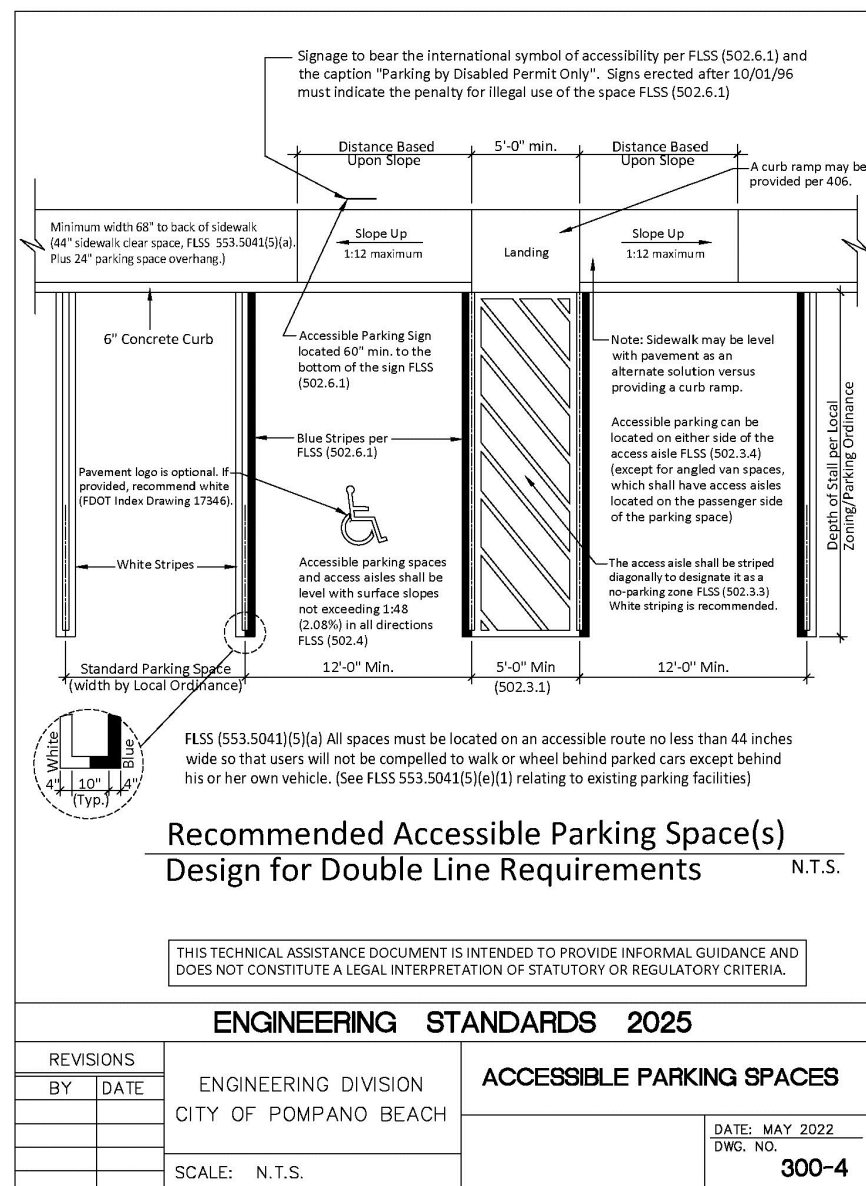 Signage to bear the international symbol of accessibility per FLSS (502.6.1) and
the caption "Parking by Disabled Permit Only". Signs erected after 10/01/96
must indicate the penalty for illegal use of the space FLSS (502.6.1)
Distance Based
Upon Slope
5'-0" min.
Distance Based
Upon Slope
A curb ramp may be
provided per 406.
Minimum width 68" to back of sidewalk
(44" sidewalk clear space, FLSS 553.5041(5)(a).
Plus 24" parking space overhang.)
Slope Up
1:12 maximum
Landing
Slope Up
1:12 maximum
6" Concrete Curb
Accessible Parking Sign
located 60" min. to the
bottom of the sign FLSS
(502.6.1)
Note: Sidewalk may be level
with pavement as an
alternate solution versus
providing a curb ramp.
Blue Stripes per
FLSS (502.6.1)
Accessible parking can be
located on either side of the
access aisle FLSS (502.3.4)
(except for angled van spaces,
which shall have access aisles
located on the passenger side
of the parking space)
Depth of Stall per Local
Zoning/Parking Ordinance
Pavement logo is optional. If
provided, recommend white
(FDOT Index Drawing 17346).
White Stripes
Accessible parking spaces
and access aisles shall be
level with surface slopes
not exceeding 1:48
(2.08%) in all directions
FLSS (502.4)
The access aisle shall be striped
diagonally to designate it as a
no-parking zone FLSS (502.3.3)
White striping is recommended.
Standard Parking Space
(width by Local Ordinance)
12'-0" Min.
5'-0" Min
(502.3.1)
12'-0" Min.
White
Blue
4"
10"
(Typ.)
4"
FLSS (553.5041)(5)(a) All spaces must be located on an accessible route no less than 44 inches
wide so that users will not be compelled to walk or wheel behind parked cars except behind
his or her own vehicle. (See FLSS 553.5041(5)(e)(1) relating to existing parking facilities)
Recommended Accessible Parking Space(s)
Design for Double Line Requirements
N.T.S.
THIS TECHNICAL ASSISTANCE DOCUMENT IS INTENDED TO PROVIDE INFORMAL GUIDANCE AND
DOES NOT CONSTITUTE A LEGAL INTERPRETATION OF STATUTORY OR REGULATORY CRITERIA.
ENGINEERING STANDARDS 2025
REVISIONS
BY DATE
ENGINEERING DIVISION
CITY OF POMPANO BEACH
SCALE: N.T.S.
ACCESSIBLE PARKING SPACES
DATE: MAY 2022
DWG. NO.
300-4